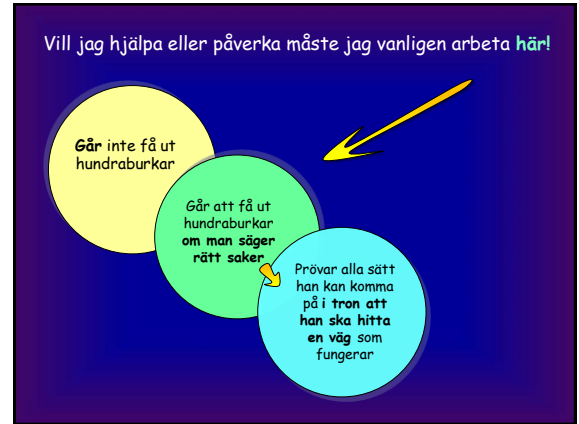 Vill jag hjälpa eller påverka måste jag vanligen arbeta här!
Går inte få ut
hundraburkar
Går att få ut
hundraburkar
om man säger
rätt saker
Prövar alla sätt
han kan komma
på i tron att
han ska hitta
en väg som
fungerar